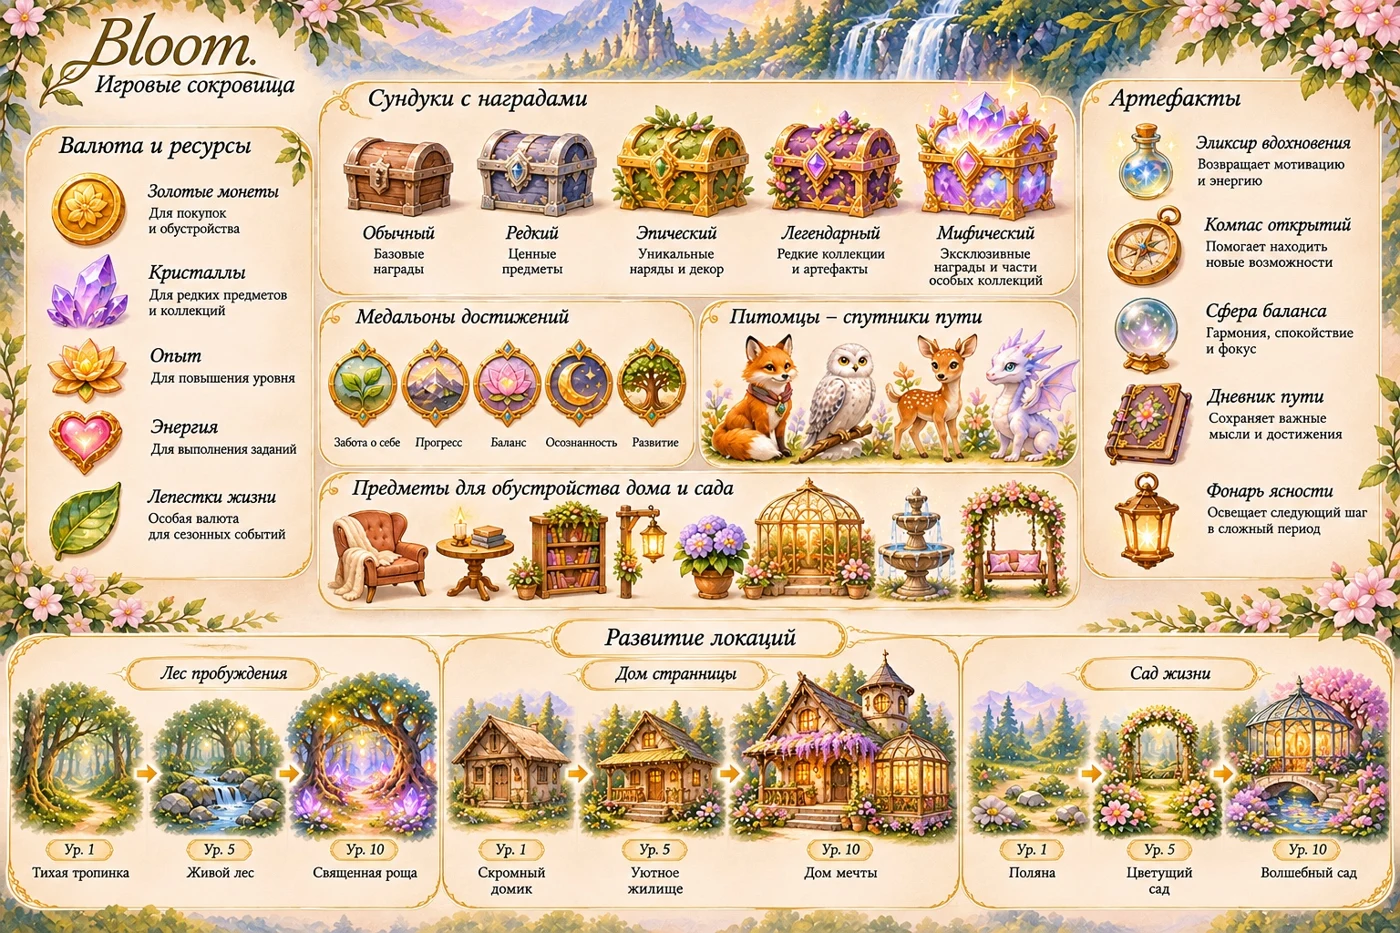 Bloom.
Игровые сокровища
Валюта и ресурсы
Золотые монеты
Для покупок
и обустройства
Кристаллы
Для редких предметов
и коллекций
Опыт
Для повышения уровня
Энергия
Для выполнения заданий
Лепестки жизни
Особая валюта
для сезонных событий
Сундуки с наградами
Обычный
Базовые
награды
Редкий
Ценные
предметы
Эпический
Уникальные
наряды и декор
Легендарный
Редкие коллекции
и артефакты
Мифический
Эксклюзивные
награды и части
особых коллекций
Медальоны достижений
Забота о себе
Прогресс
Баланс
Осознанность
Развитие
Питомцы – спутники пути
Предметы для обустройства дома и сада
Артефакты
Эликсир вдохновения
Возвращает мотивацию
и энергию
Компас открытий
Помогает находить
новые возможности
Сфера баланса
Гармония, спокойствие
и фокус
Дневник пути
Сохраняет важные
мысли и достижения
Фонарь ясности
Освещает следующий шаг
в сложный период
Развитие локаций
Лес пробуждения
Ур. 1
Тихая тропинка
Ур. 5
Живой лес
Ур. 10
Священная роща
Дом странницы
Ур. 1
Скромный
домик
Ур. 5
Уютное
жилище
Ур. 10
Дом мечты
Сад жизни
Ур. 1
Поляна
Ур. 5
Цветущий
сад
Ур. 10
Волшебный сад